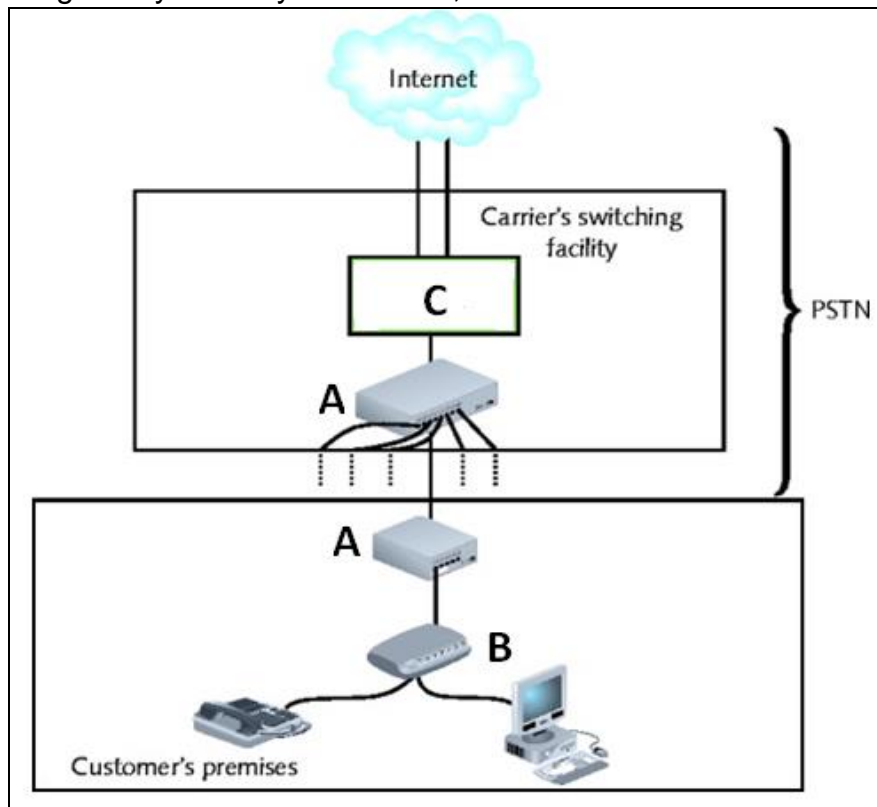 Internet
Carrier's switching
facility
C
PSTN
A
A
B
Customer's premises